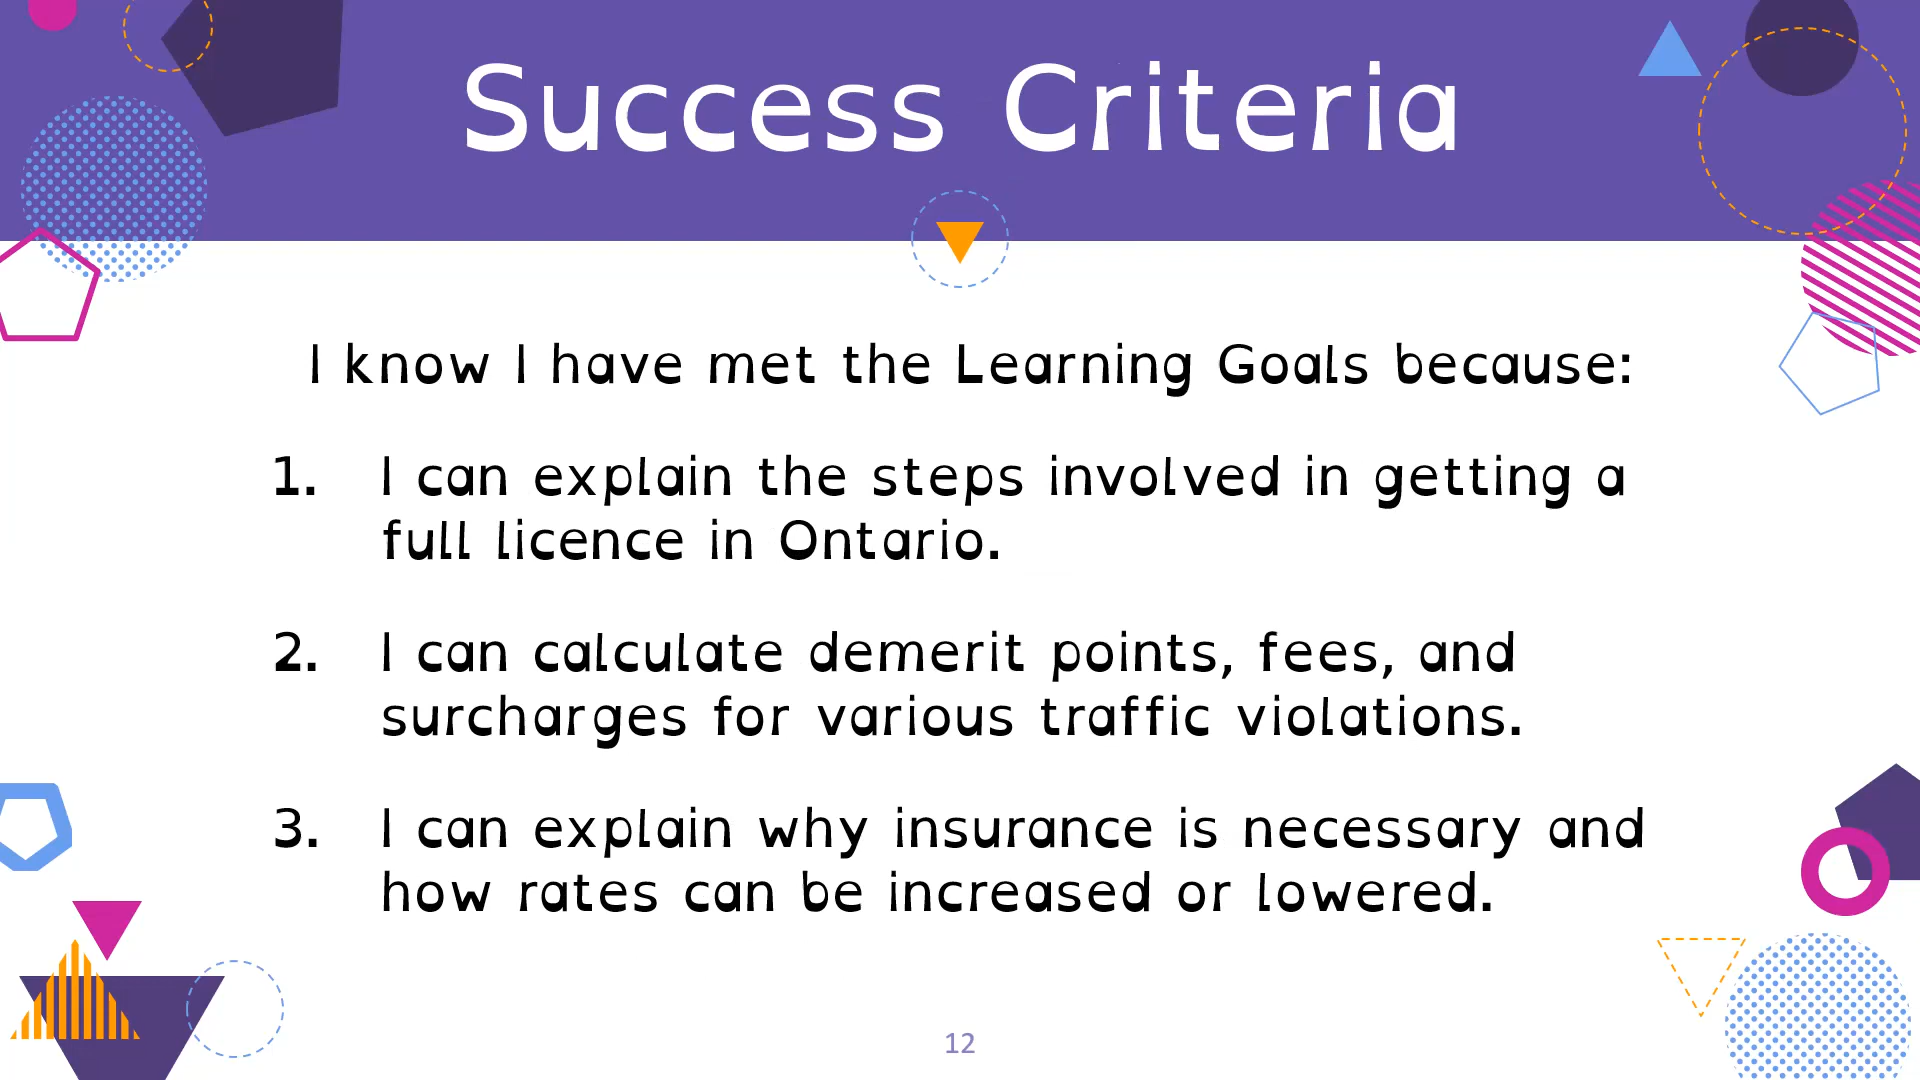 Success Criteria
I know I have met the Learning Goals because:
1. I can explain the steps involved in getting a
full licence in Ontario.
2. I can calculate demerit points, fees, and
surcharges for various traffic violations.
3. I can explain why insurance is necessary and
how rates can be increased or lowered.
12